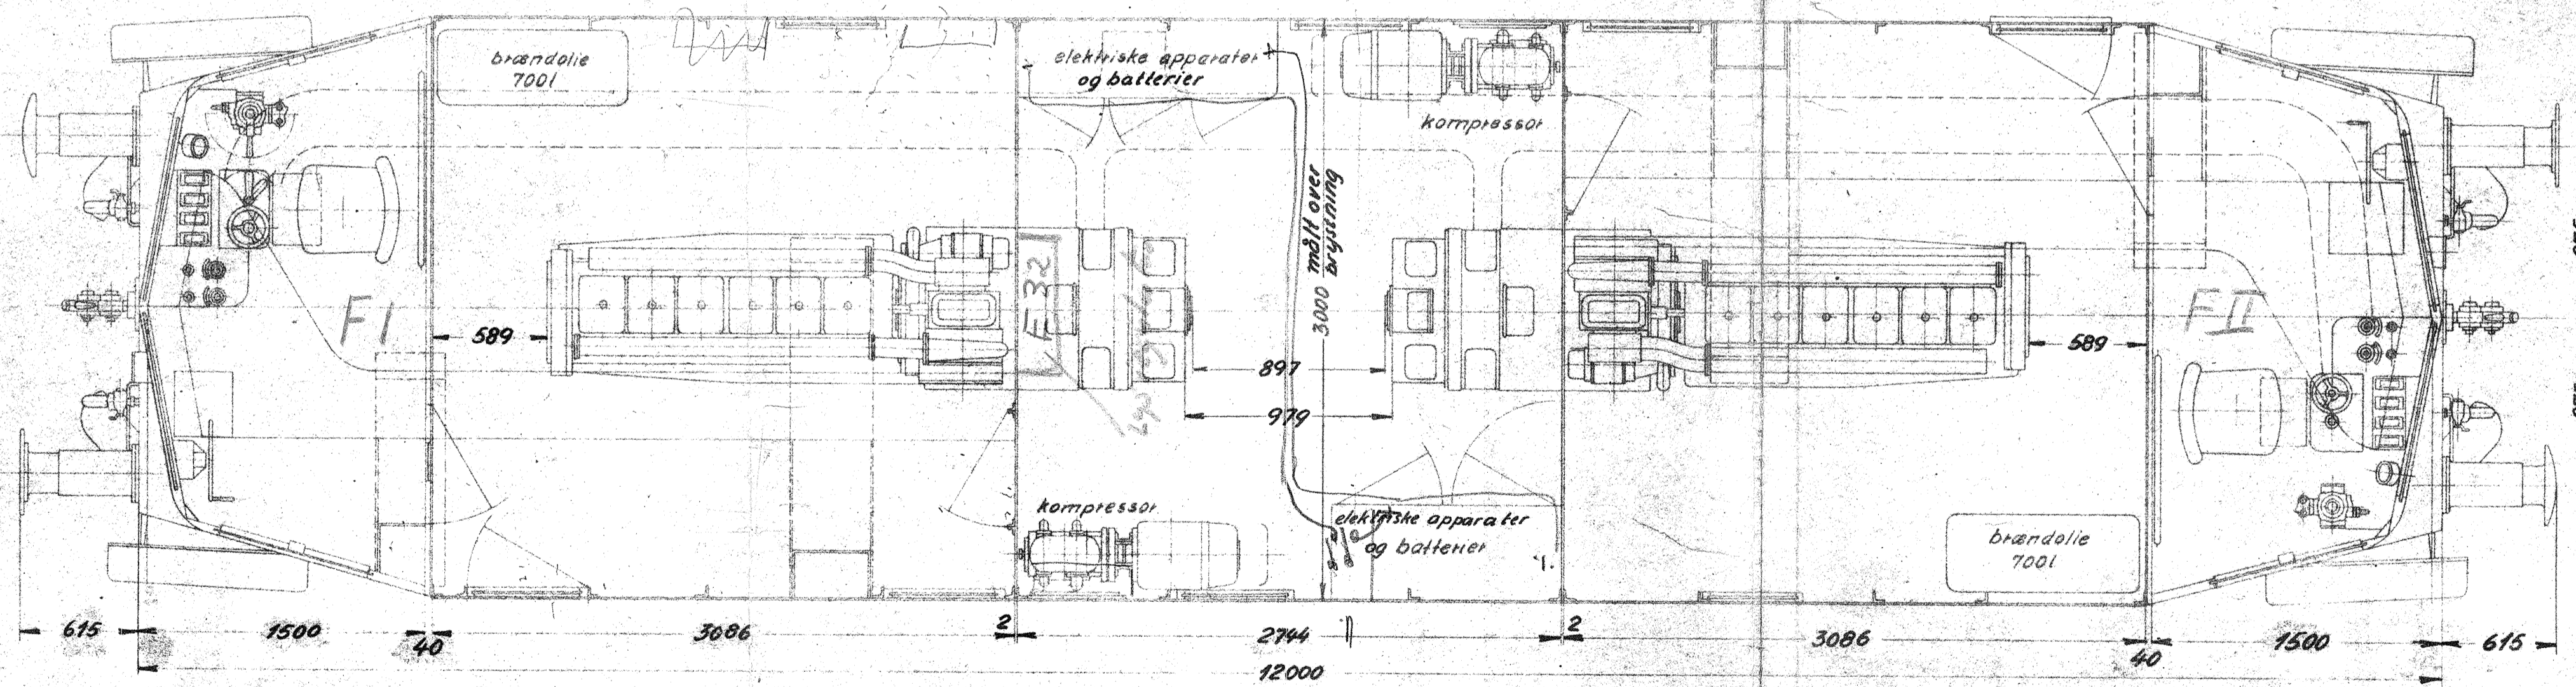 brændolie
700l
elektriske apparater
og batterier
kompressor
målt over
brystning
3000
F I
E32
F II
589
897
589
979
kompressor
elektriske apparater
og batterier
brændolie
700l
615
1500
40
3086
2
2744
2
3086
40
1500
615
12000